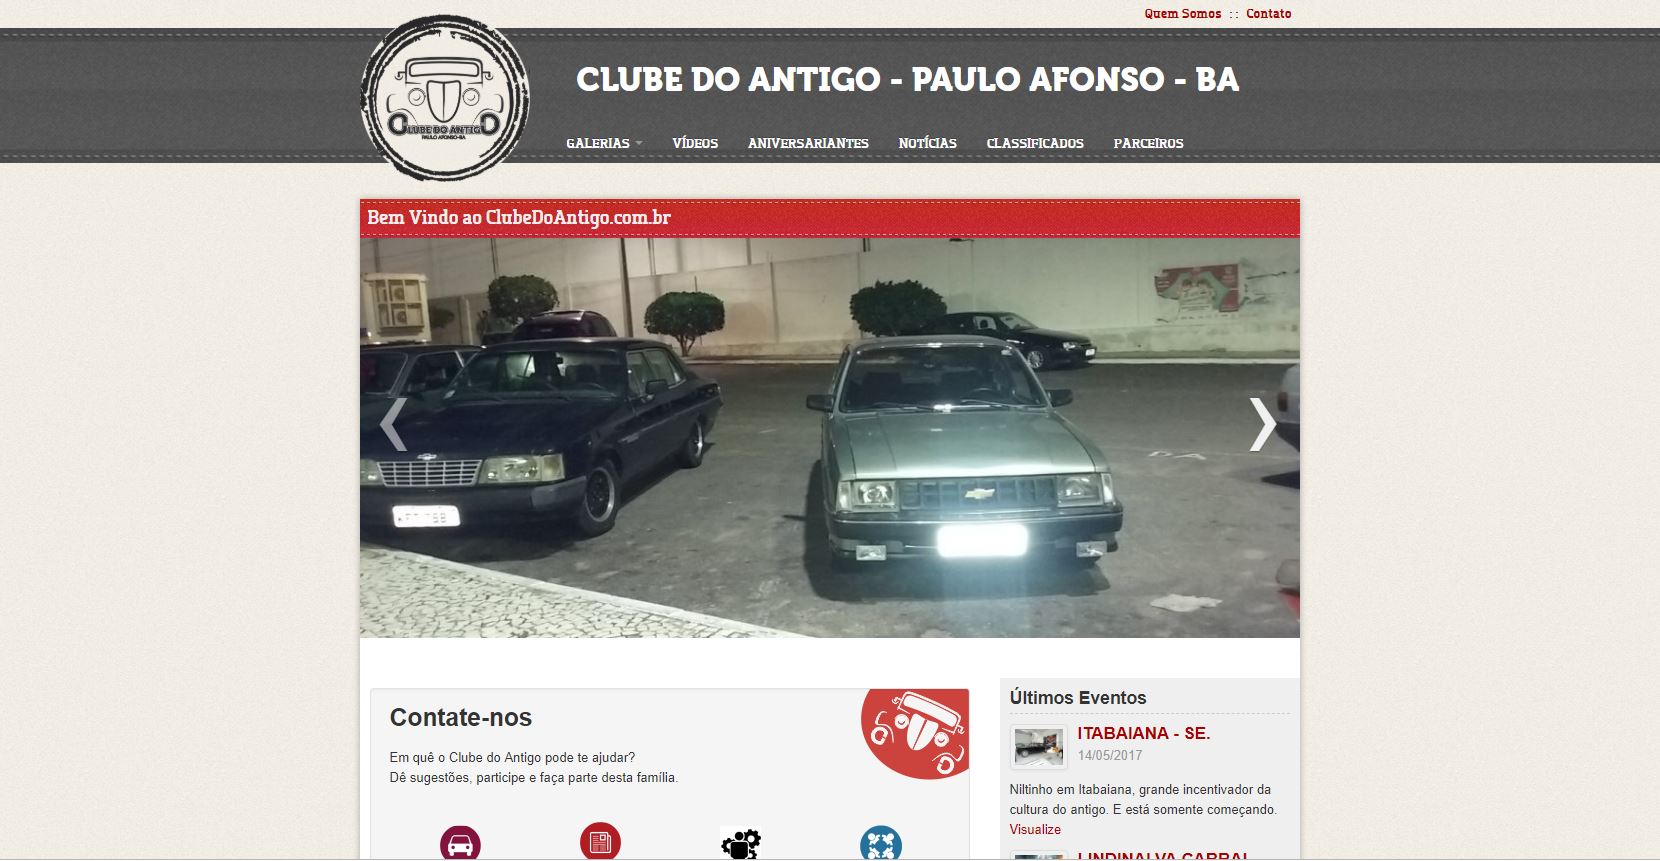 Quem Somos :: Contato
CLUBE DO ANTIGO
PAULO AFONSO-BA
CLUBE DO ANTIGO - PAULO AFONSO - BA
GALERIAS VÍDEOS ANIVERSARIANTES NOTÍCIAS CLASSIFICADOS PARCEIROS
Bem Vindo ao ClubeDoAntigo.com.br
Contate-nos
Em quê o Clube do Antigo pode te ajudar?
Dê sugestões, participe e faça parte desta família.
Últimos Eventos
ITABAIANA - SE.
14/05/2017
Niltinho em Itabaiana, grande incentivador da
cultura do antigo. E está somente começando.
Visualize
LINDINALVA CABRAL